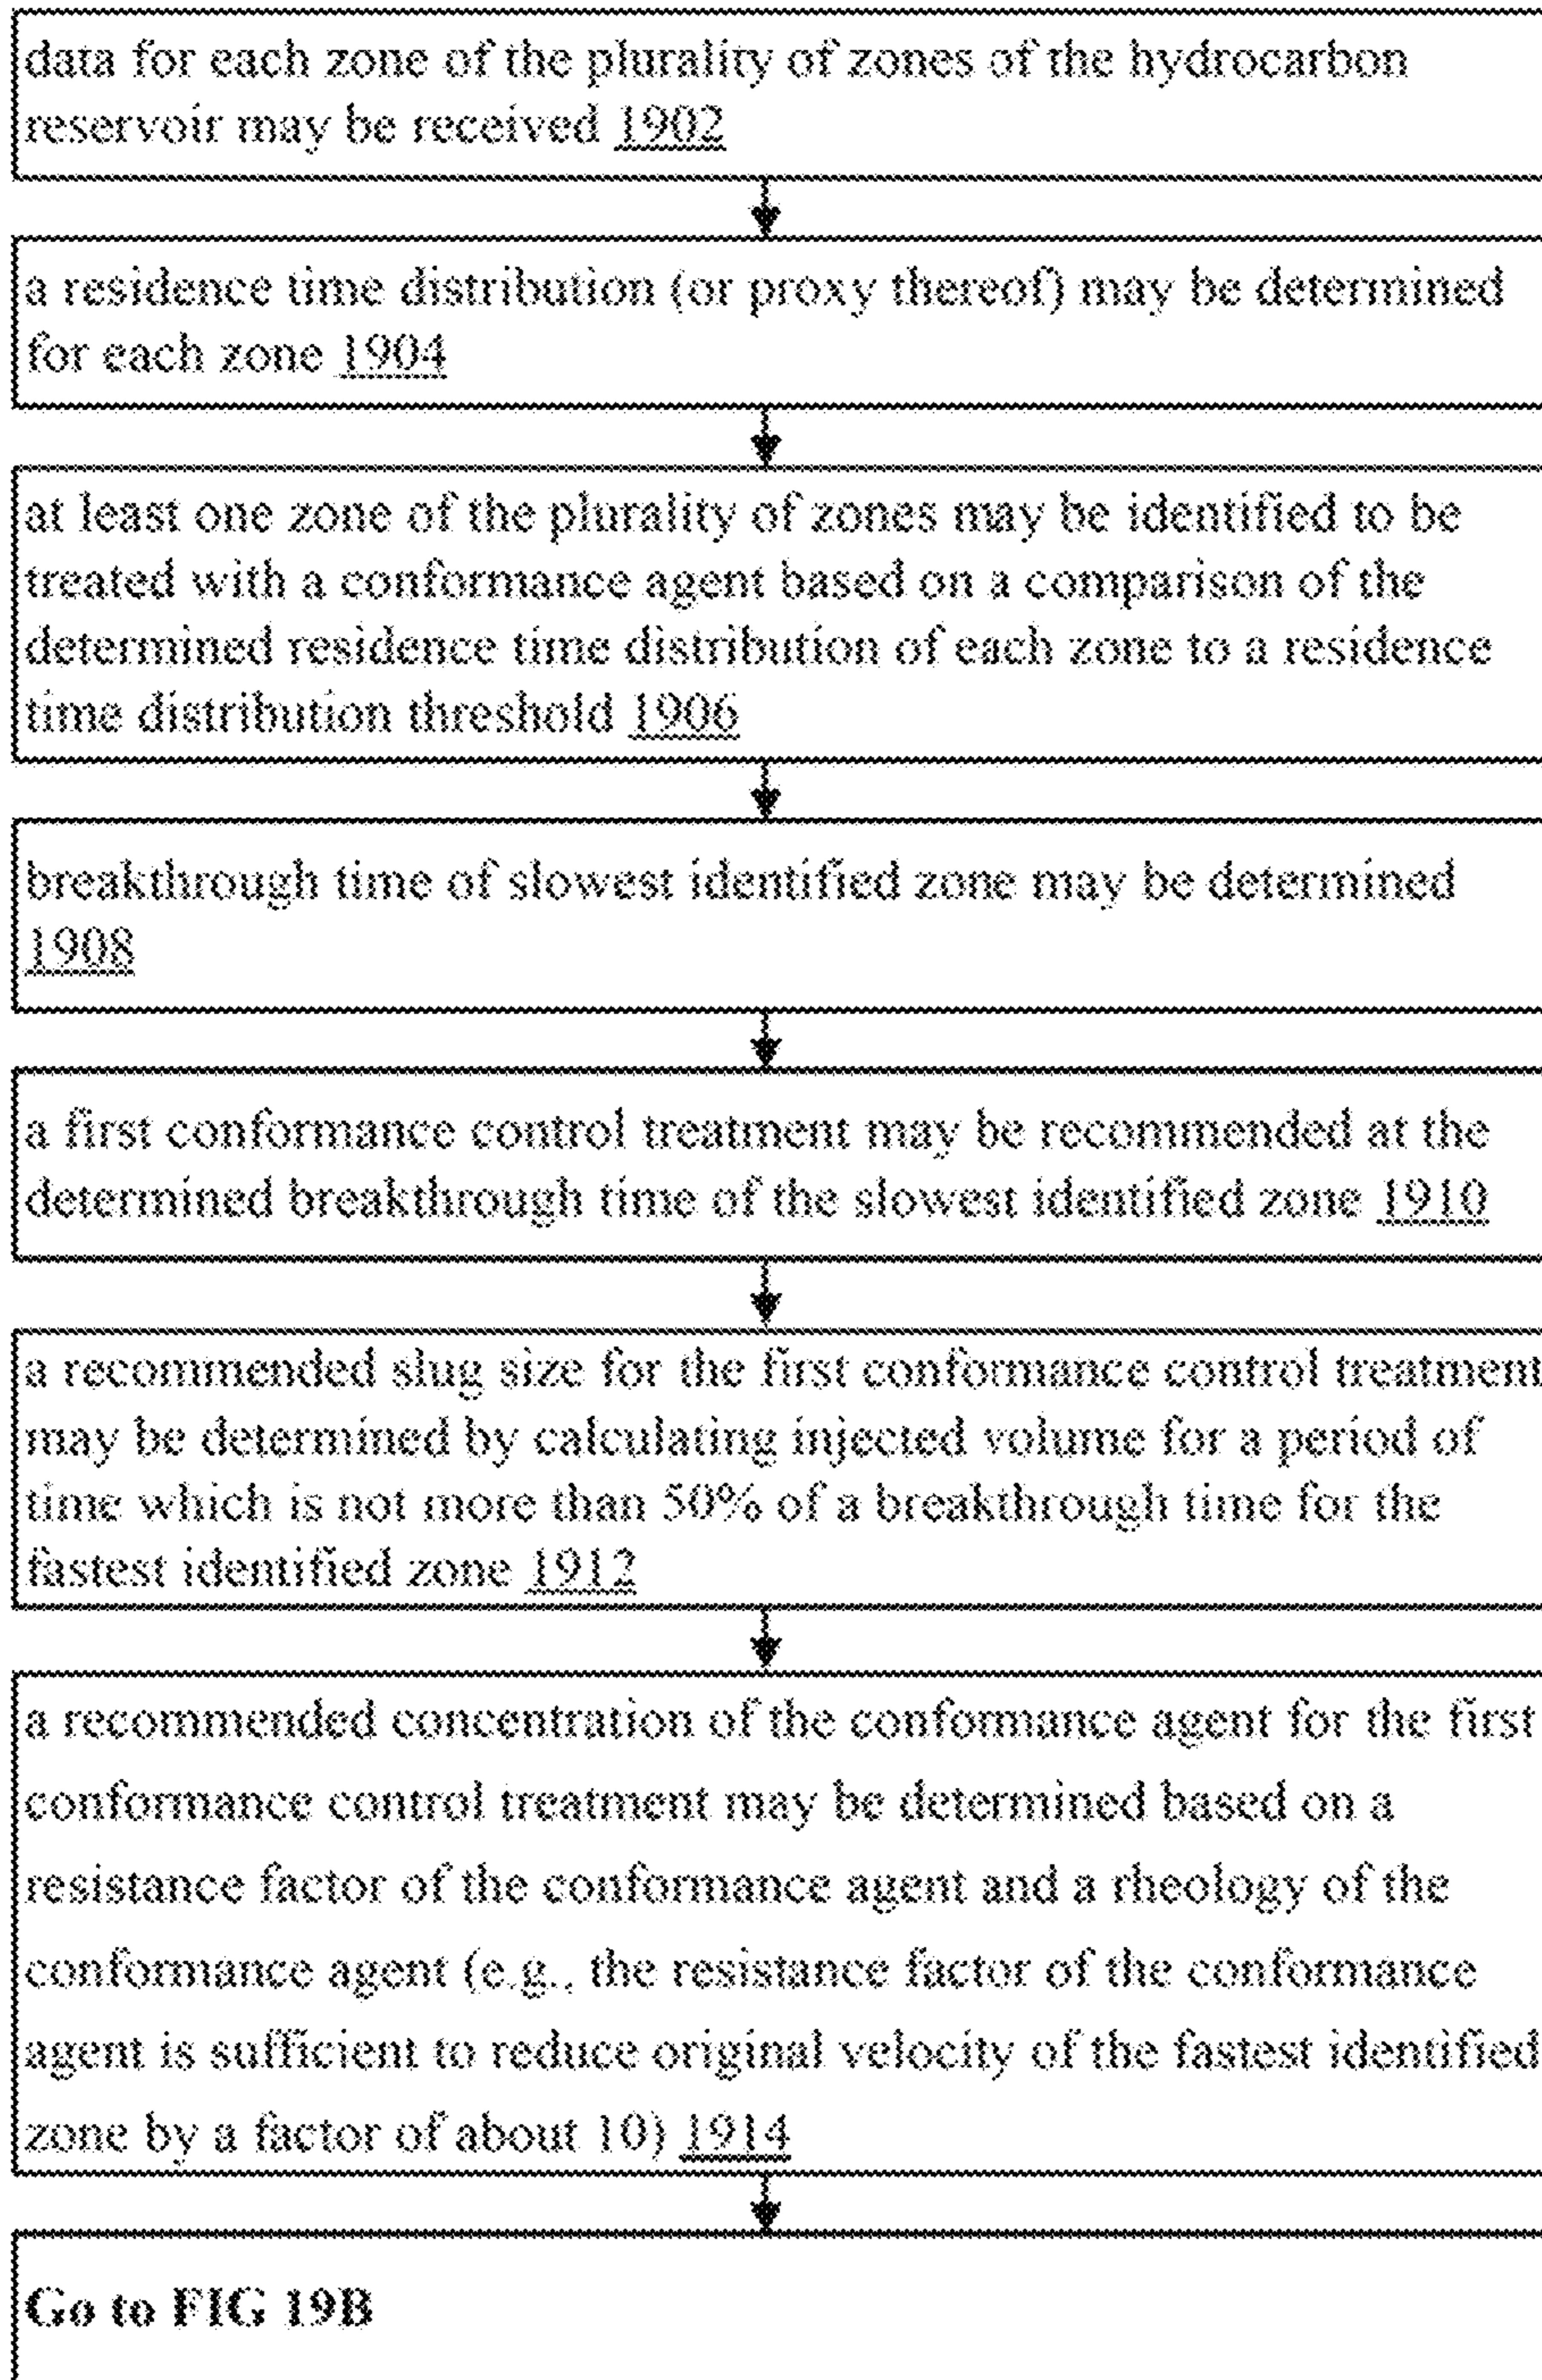 data for each zone of the plurality of zones of the hydrocarbon
reservoir may be received 1902
a residence time distribution (or proxy thereof) may be determined
for each zone 1904
at least one zone of the plurality of zones may be identified to be
treated with a conformance agent based on a comparison of the
determined residence time distribution of each zone to a residence
time distribution threshold 1906
breakthrough time of slowest identified zone may be determined
1908
a first conformance control treatment may be recommended at the
determined breakthrough time of the slowest identified zone 1910
a recommended slug size for the first conformance control treatment
may be determined by calculating injected volume for a period of
time which is not more than 50% of a breakthrough time for the
fastest identified zone 1912
a recommended concentration of the conformance agent for the first
conformance control treatment may be determined based on a
resistance factor of the conformance agent and a rheology of the
conformance agent (e.g., the resistance factor of the conformance
agent is sufficient to reduce original velocity of the fastest identified
zone by a factor of about 10) 1914
Go to FIG 19B